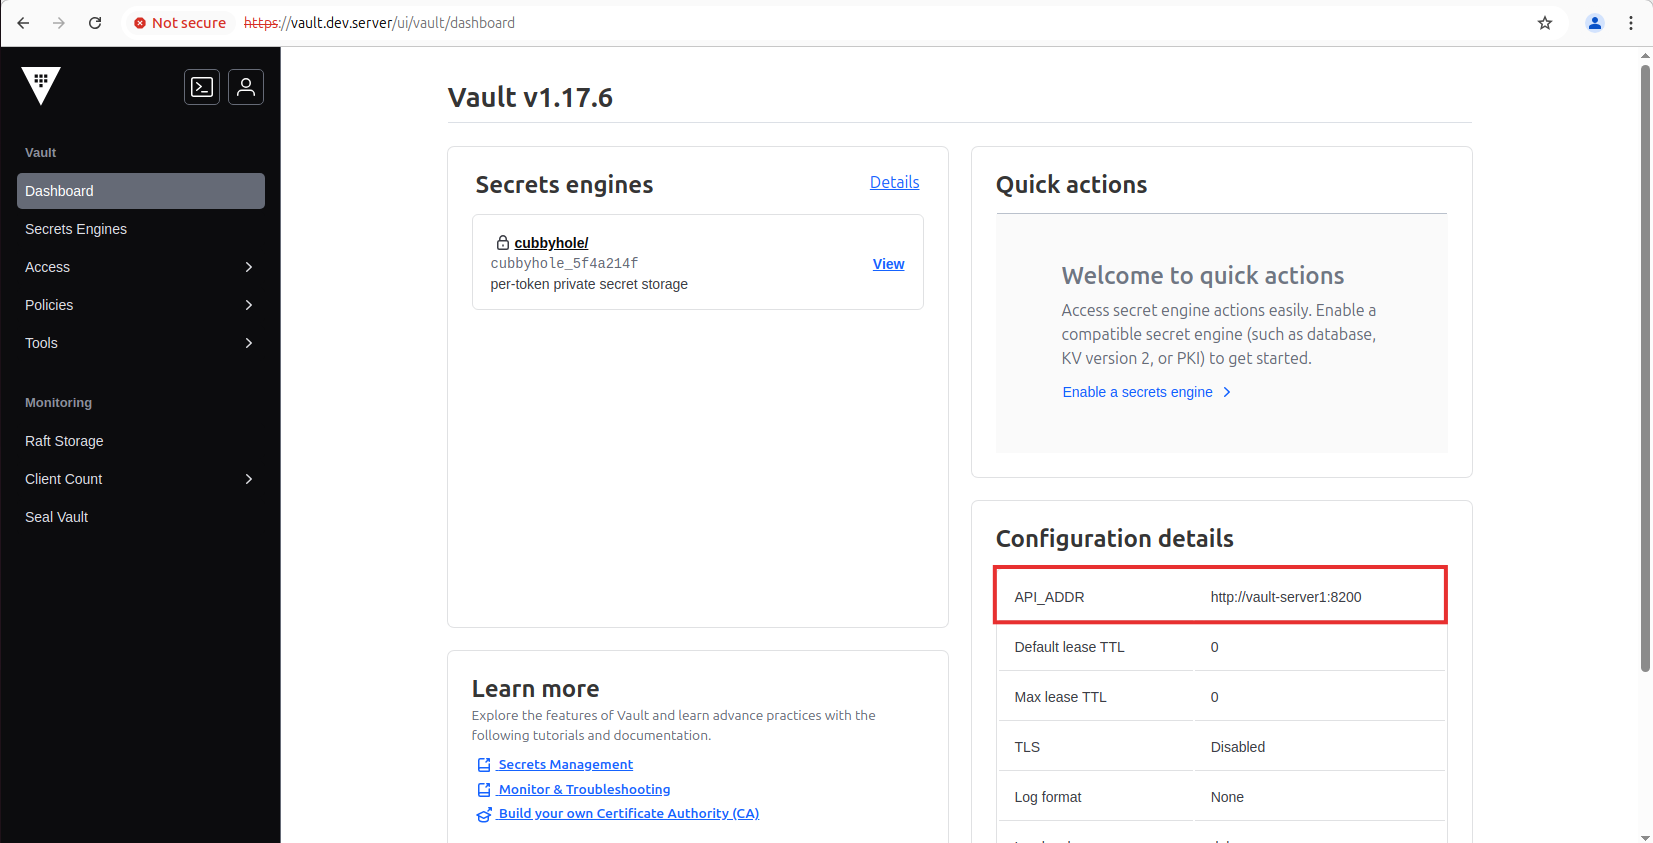 Not secure https://vault.dev.server/ui/vault/dashboard
Vault
Dashboard
Secrets Engines
Access
Policies
Tools
Monitoring
Raft Storage
Client Count
Seal Vault
Vault v1.17.6
Secrets engines Details
cubbyhole/
cubbyhole_5f4a214f
per-token private secret storage
View
Learn more
Explore the features of Vault and learn advance practices with the
following tutorials and documentation.
Secrets Management
Monitor & Troubleshooting
Build your own Certificate Authority (CA)
Quick actions
Welcome to quick actions
Access secret engine actions easily. Enable a
compatible secret engine (such as database,
KV version 2, or PKI) to get started.
Enable a secrets engine
Configuration details
API_ADDR http://vault-server1:8200
Default lease TTL 0
Max lease TTL 0
TLS Disabled
Log format None